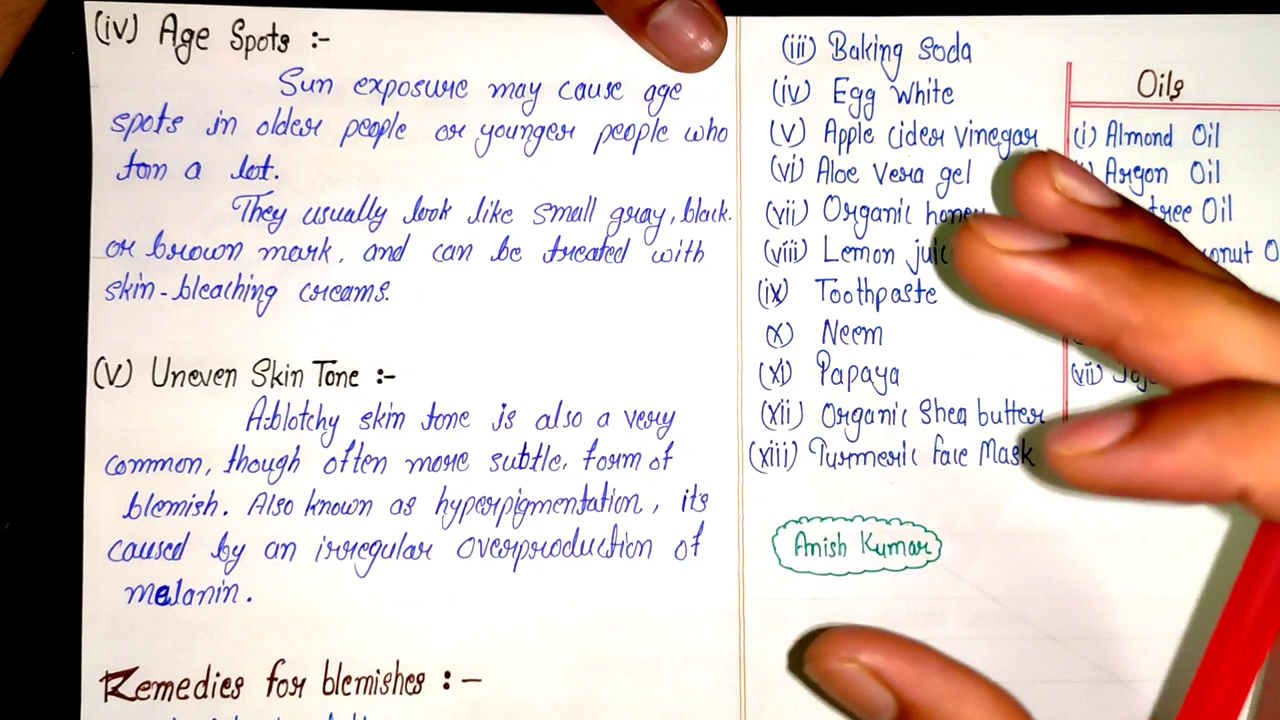 (iv) Age Spots :-
Sun exposure may cause age
spots in older people or younger people who
tan a lot.
They usually look like small gray, black.
or brown mark, and can be treated with
skin-bleaching creams.
(V) Uneven Skin Tone :-
A blotchy skin tone is also a very
common, though often more subtle, form of
blemish. Also known as hyperpigmentation, its
caused by an irregular overproduction of
melanin.
Remedies for blemishes :-
(iii) Baking Soda
(iv) Egg White
(v) Apple cider vinegar
(vi) Aloe Vera gel
(vii) Organic honey
(viii) Lemon
(ix) Toothpaste
(x) Neem
(xi) Papaya
(xii) Organic Shea butter
(xiii) Turmeric Face Mask
Anish Kumar
Oils
(i) Almond Oil
Argon Oil
tree Oil
(vii)